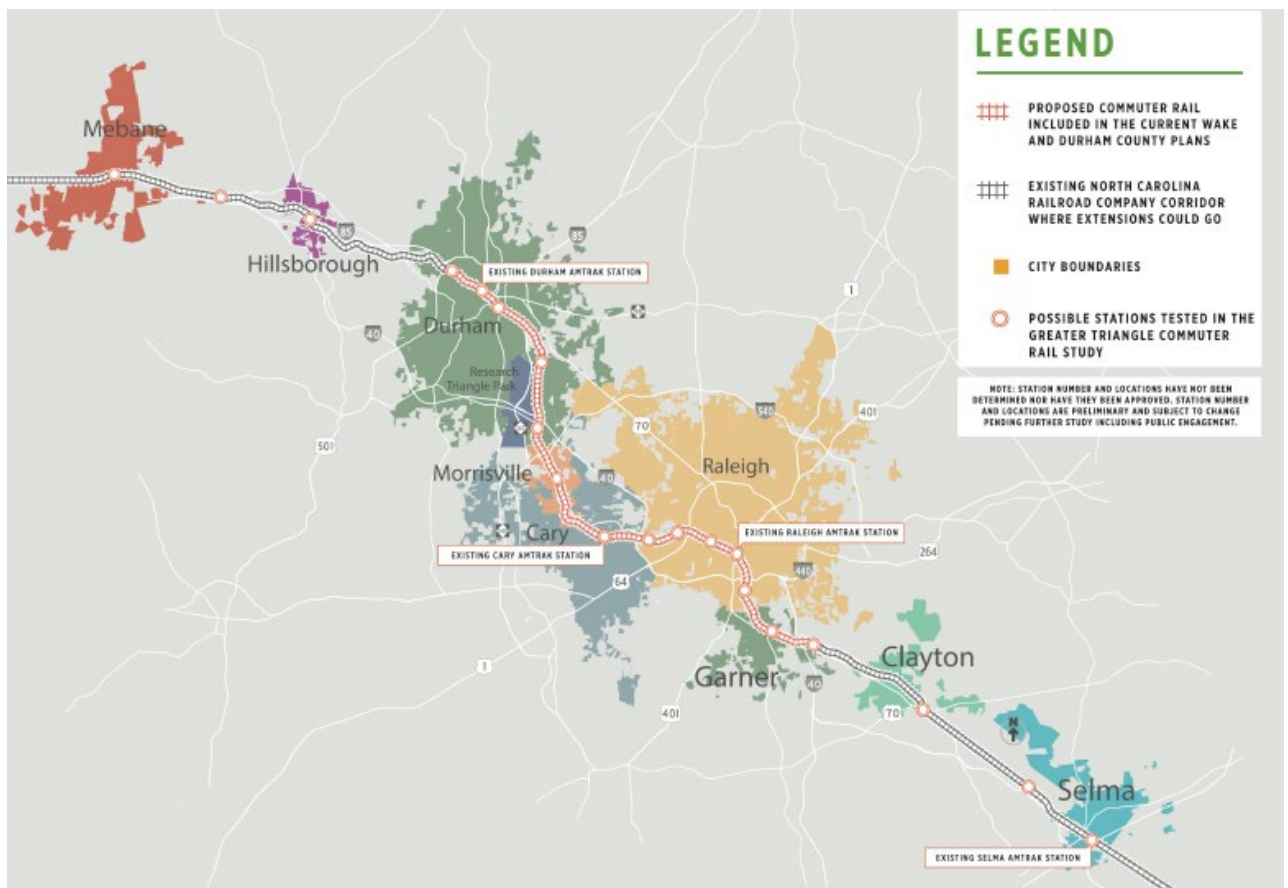 LEGEND
PROPOSED COMMUTER RAIL
INCLUDED IN THE CURRENT WAKE
AND DURHAM COUNTY PLANS
EXISTING NORTH CAROLINA
RAILROAD COMPANY CORRIDOR
WHERE EXTENSIONS COULD GO
CITY BOUNDARIES
POSSIBLE STATIONS TESTED IN THE
GREATER TRIANGLE COMMUTER
RAIL STUDY
NOTE: STATION NUMBER AND LOCATIONS HAVE NOT BEEN
DETERMINED NOR HAVE THEY BEEN APPROVED. STATION NUMBER
AND LOCATIONS ARE PRELIMINARY AND SUBJECT TO CHANGE
PENDING FURTHER STUDY INCLUDING PUBLIC ENGAGEMENT.
Mebane
85
85
Hillsborough
EXISTING DURHAM AMTRAK STATION
1
40
Durham
Research
Triangle Park
540
401
70
501
Raleigh
Morrisville
40
Cary
EXISTING RALEIGH AMTRAK STATION
EXISTING CARY AMTRAK STATION
264
440
64
Clayton
1
Garner
40
401
70
N
Selma
EXISTING SELMA AMTRAK STATION